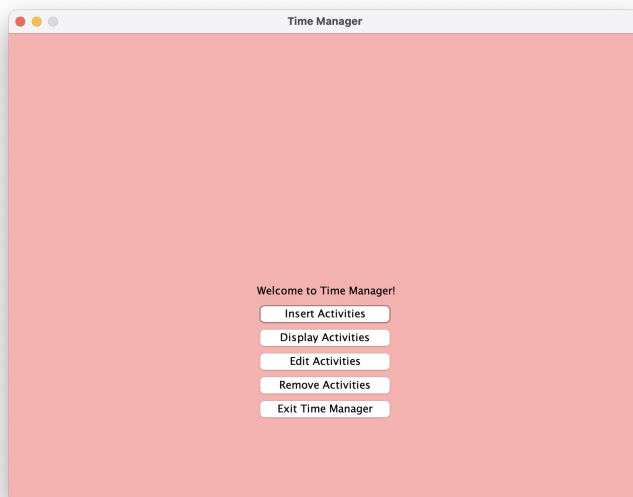 Time Manager
Welcome to Time Manager!
Insert Activities
Display Activities
Edit Activities
Remove Activities
Exit Time Manager